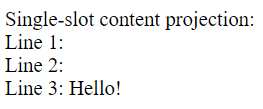 Single-slot content projection:
Line 1:
Line 2:
Line 3: Hello!